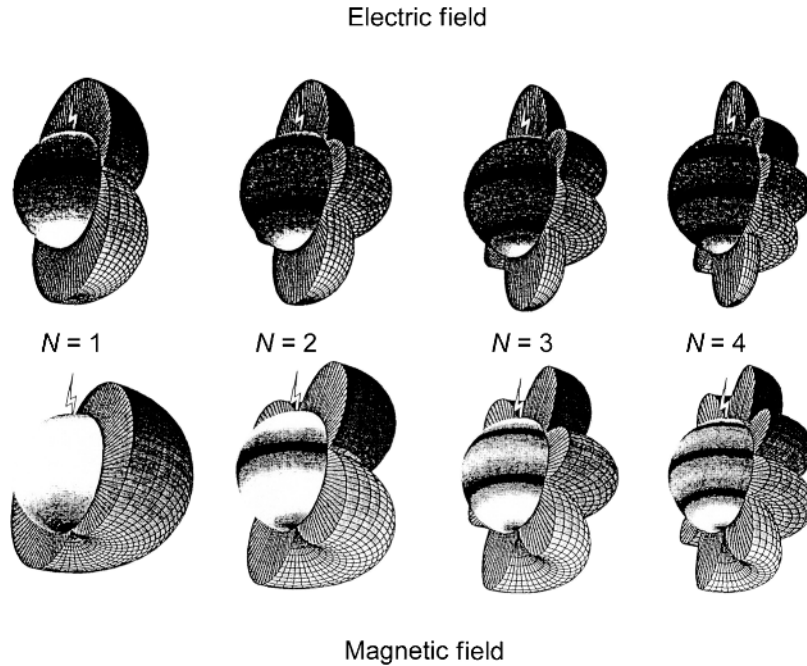 Electric field
N = 1 N = 2 N = 3 N = 4
Magnetic field